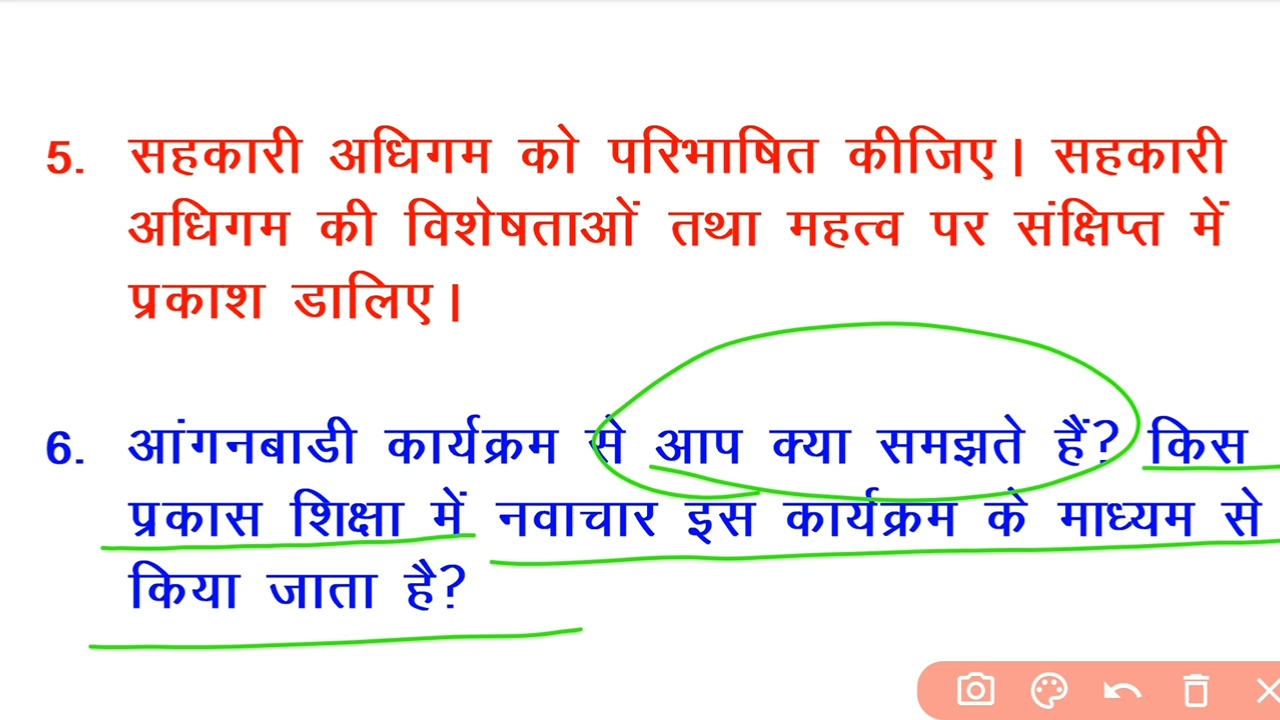 5. सहकारी अधिगम को परिभाषित कीजिए। सहकारी
अधिगम की विशेषताओं तथा महत्व पर संक्षिप्त में
प्रकाश डालिए।
6. आंगनबाडी कार्यक्रम से आप क्या समझते हैं? किस
प्रकास शिक्षा में नवाचार इस कार्यक्रम के माध्यम से
किया जाता है?